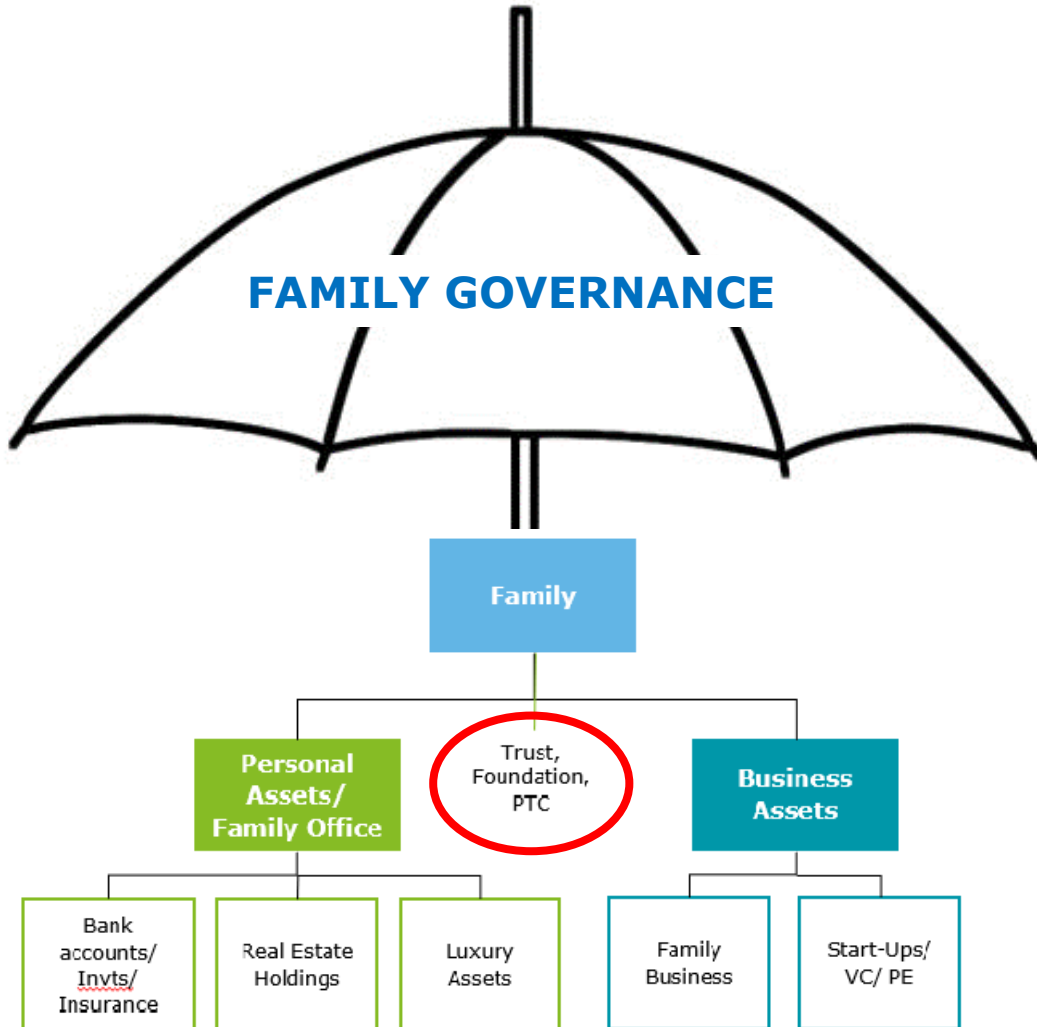 FAMILY GOVERNANCE
Family
Personal
Assets/
Family Office
Trust,
Foundation,
PTC
Business
Assets
Bank
accounts/
Invts/
Insurance
Real Estate
Holdings
Luxury
Assets
Family
Business
Start-Ups/
VC/ PE